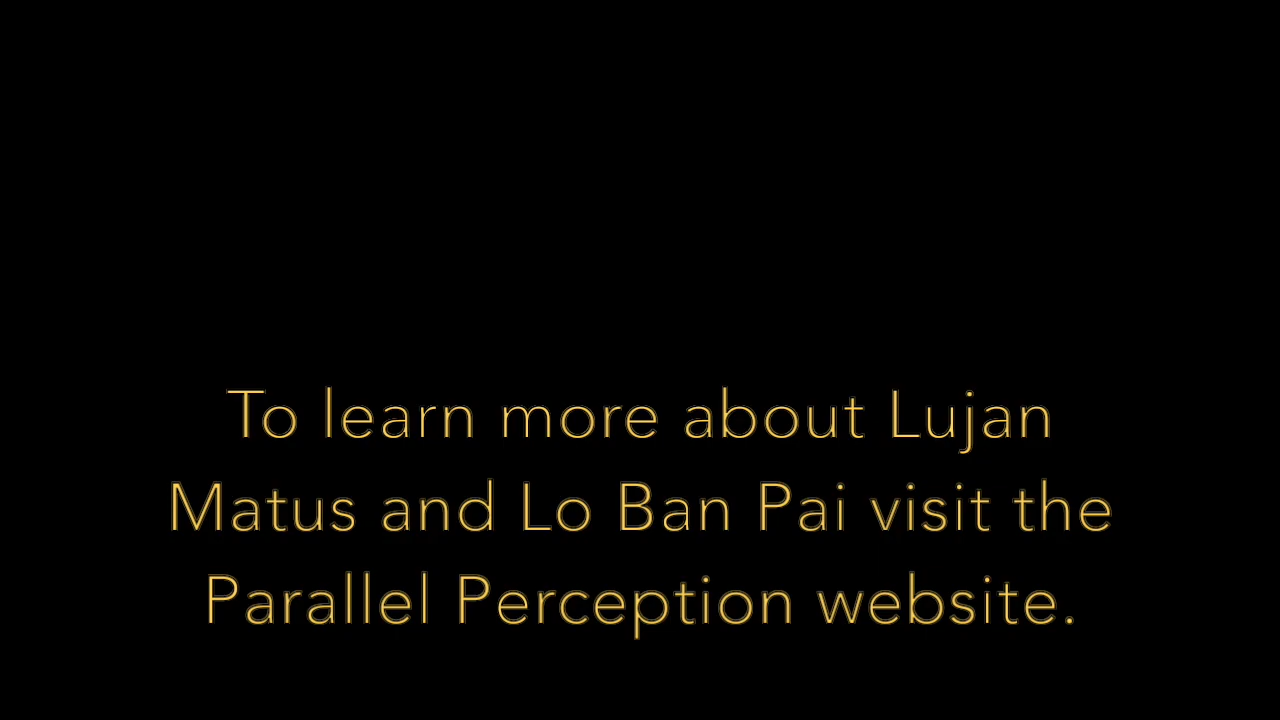 To learn more about Lujan
Matus and Lo Ban Pai visit the
Parallel Perception website.